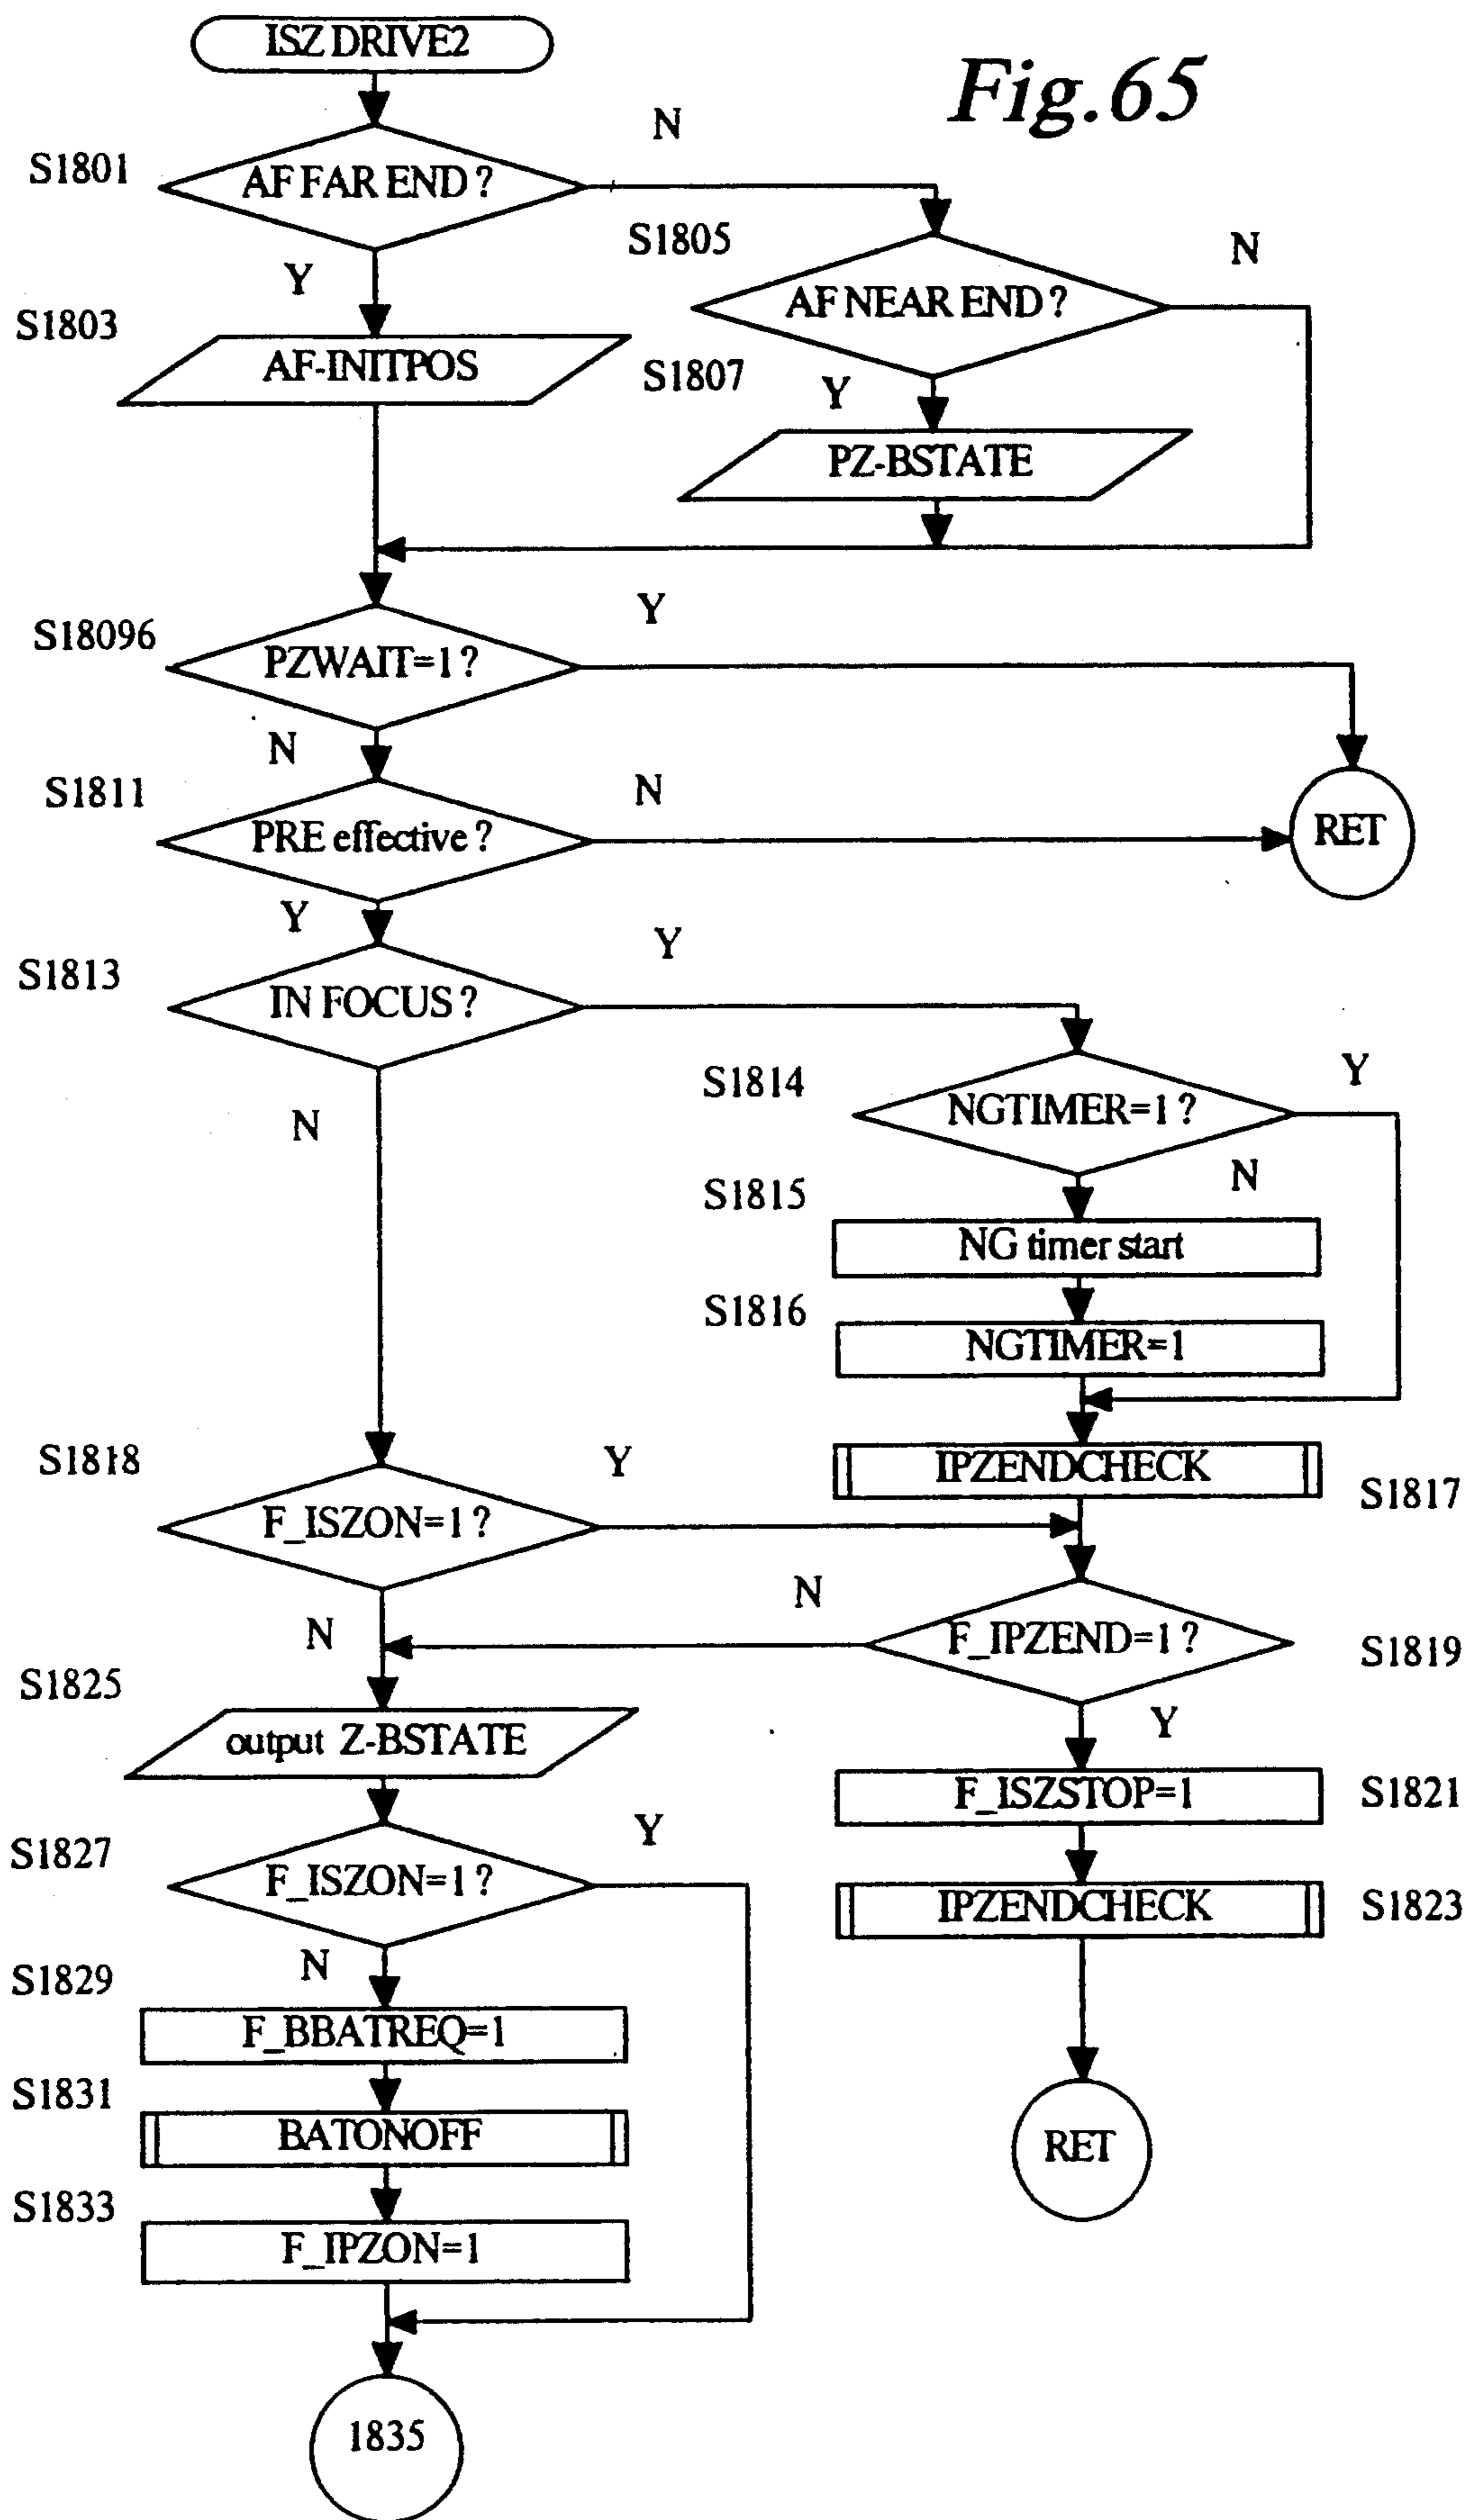 ISZ DRIVE2
Fig.65
N
S1801
AF FAR END?
S1805
N
Y
AF NEAR END?
S1803
AF-INITPOS
S1807
Y
PZ-BSTATE
Y
S18096
PZWAIT=1?
N
N
S1811
PRE effective?
RET
Y
Y
S1813
IN FOCUS?
S1814
Y
NGTIMER=1?
N
N
S1815
NG timer start
S1816
NGTIMER=1
S1818
Y
IPZENDCHECK
S1817
F_ISZON=1?
N
N
F_IPZEND=1?
S1819
S1825
Y
output Z-BSTATE
F_ISZSTOP=1
S1821
Y
S1827
F_ISZON=1?
IPZENDCHECK
S1823
N
S1829
F_BBATREQ=1
S1831
BATONOFF
RET
S1833
F_IPZON=1
1835